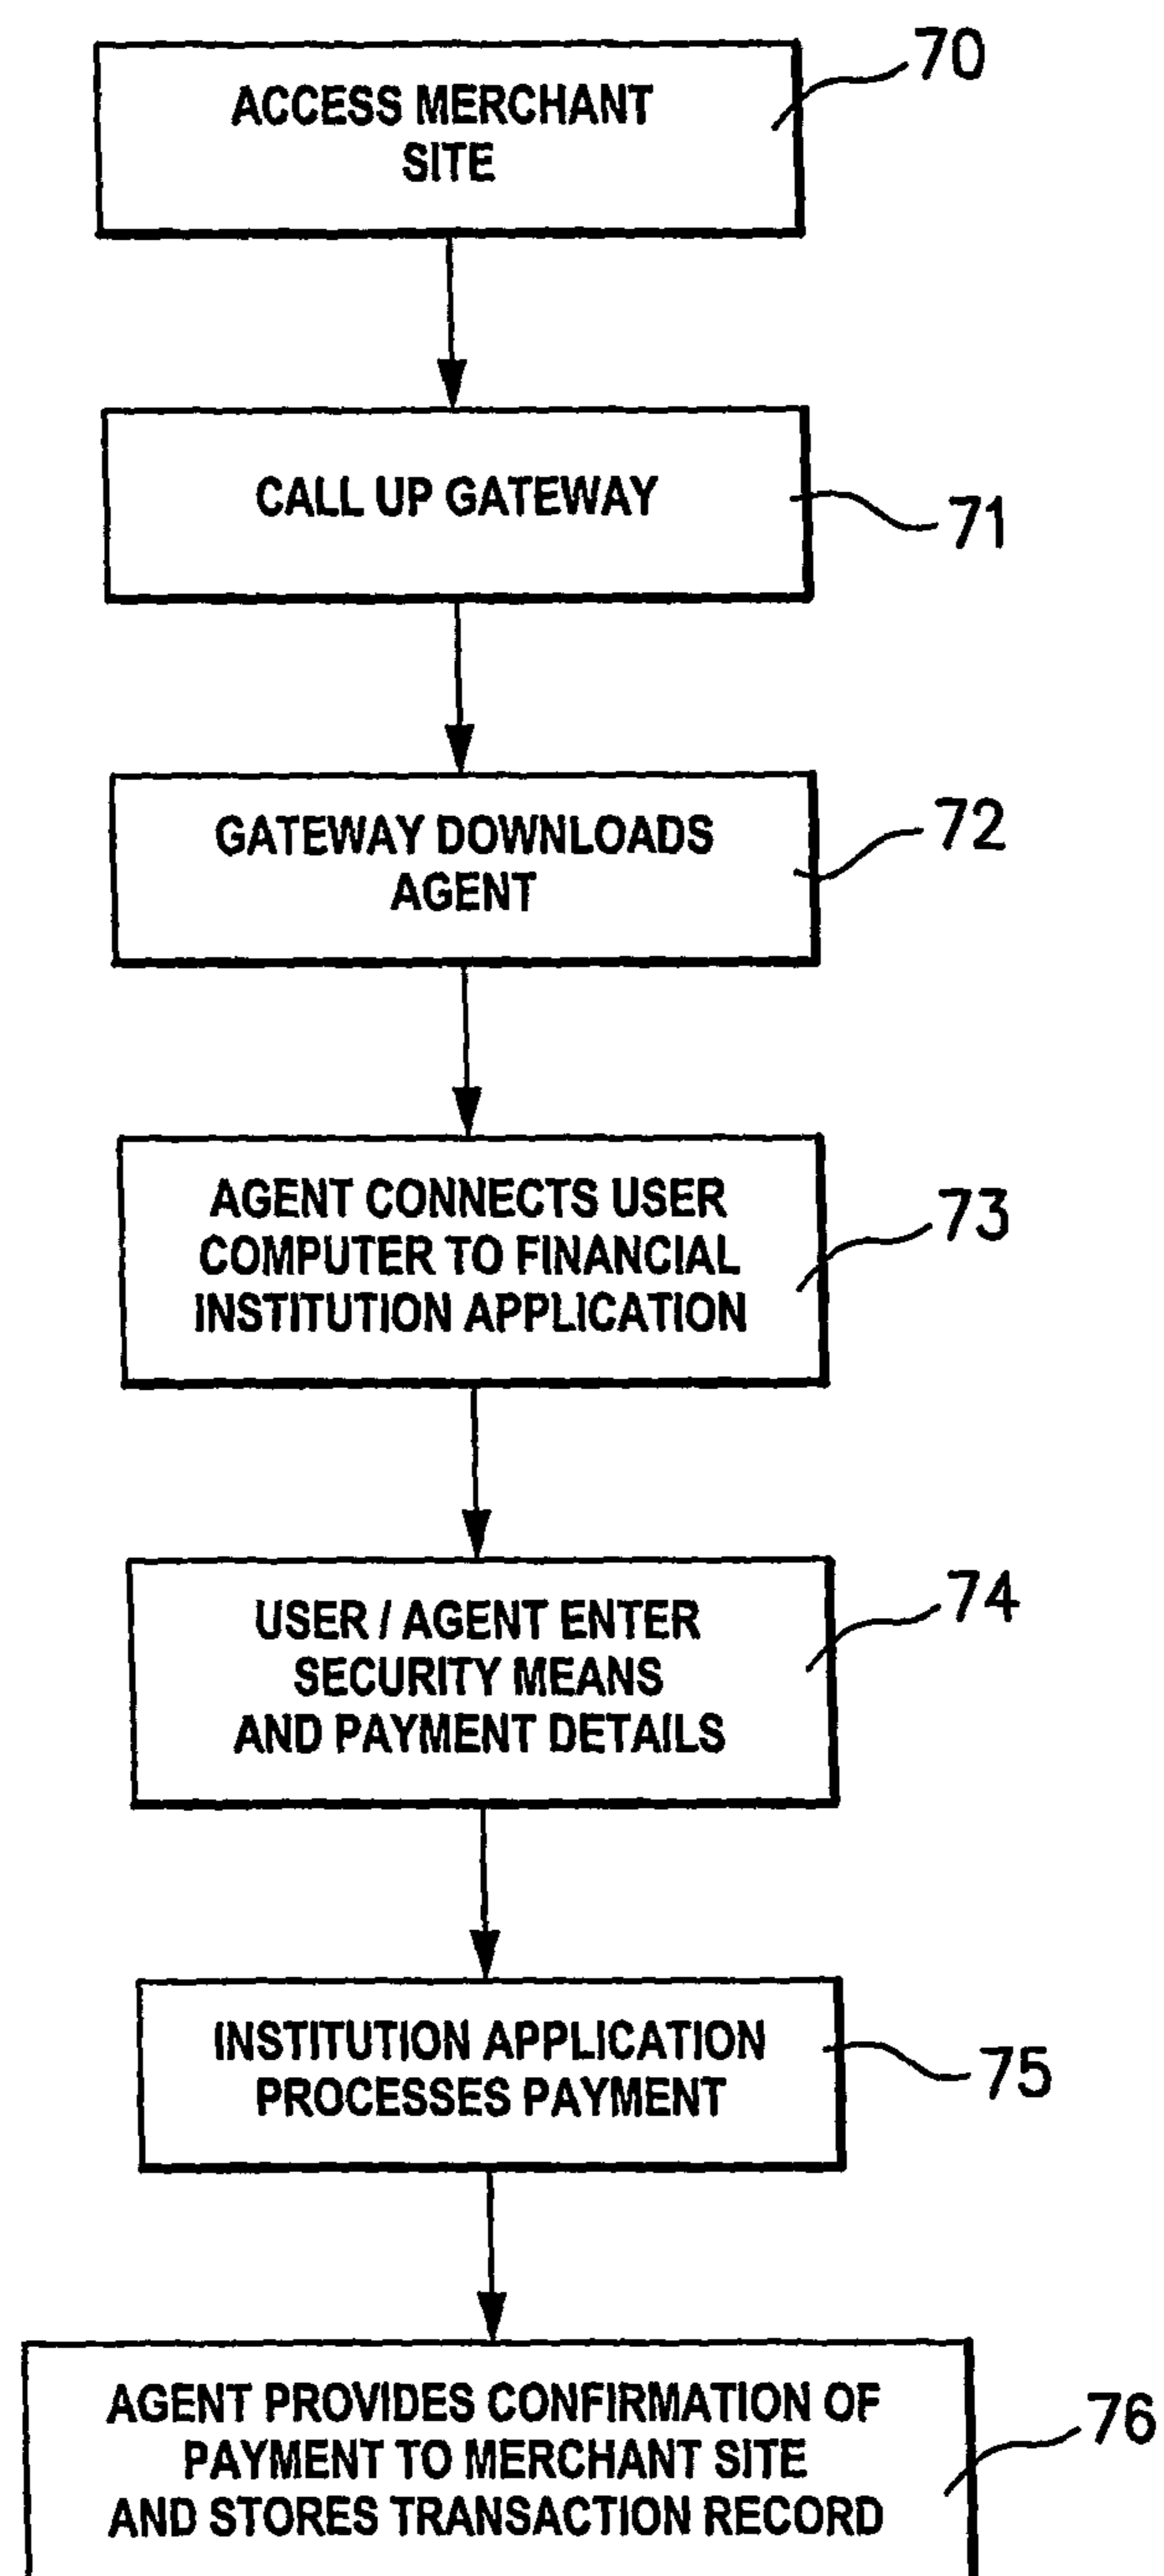 ACCESS MERCHANT
SITE
70
CALL UP GATEWAY
71
GATEWAY DOWNLOADS
AGENT
72
AGENT CONNECTS USER
COMPUTER TO FINANCIAL
INSTITUTION APPLICATION
73
USER / AGENT ENTER
SECURITY MEANS
AND PAYMENT DETAILS
74
INSTITUTION APPLICATION
PROCESSES PAYMENT
75
AGENT PROVIDES CONFIRMATION OF
PAYMENT TO MERCHANT SITE
AND STORES TRANSACTION RECORD
76